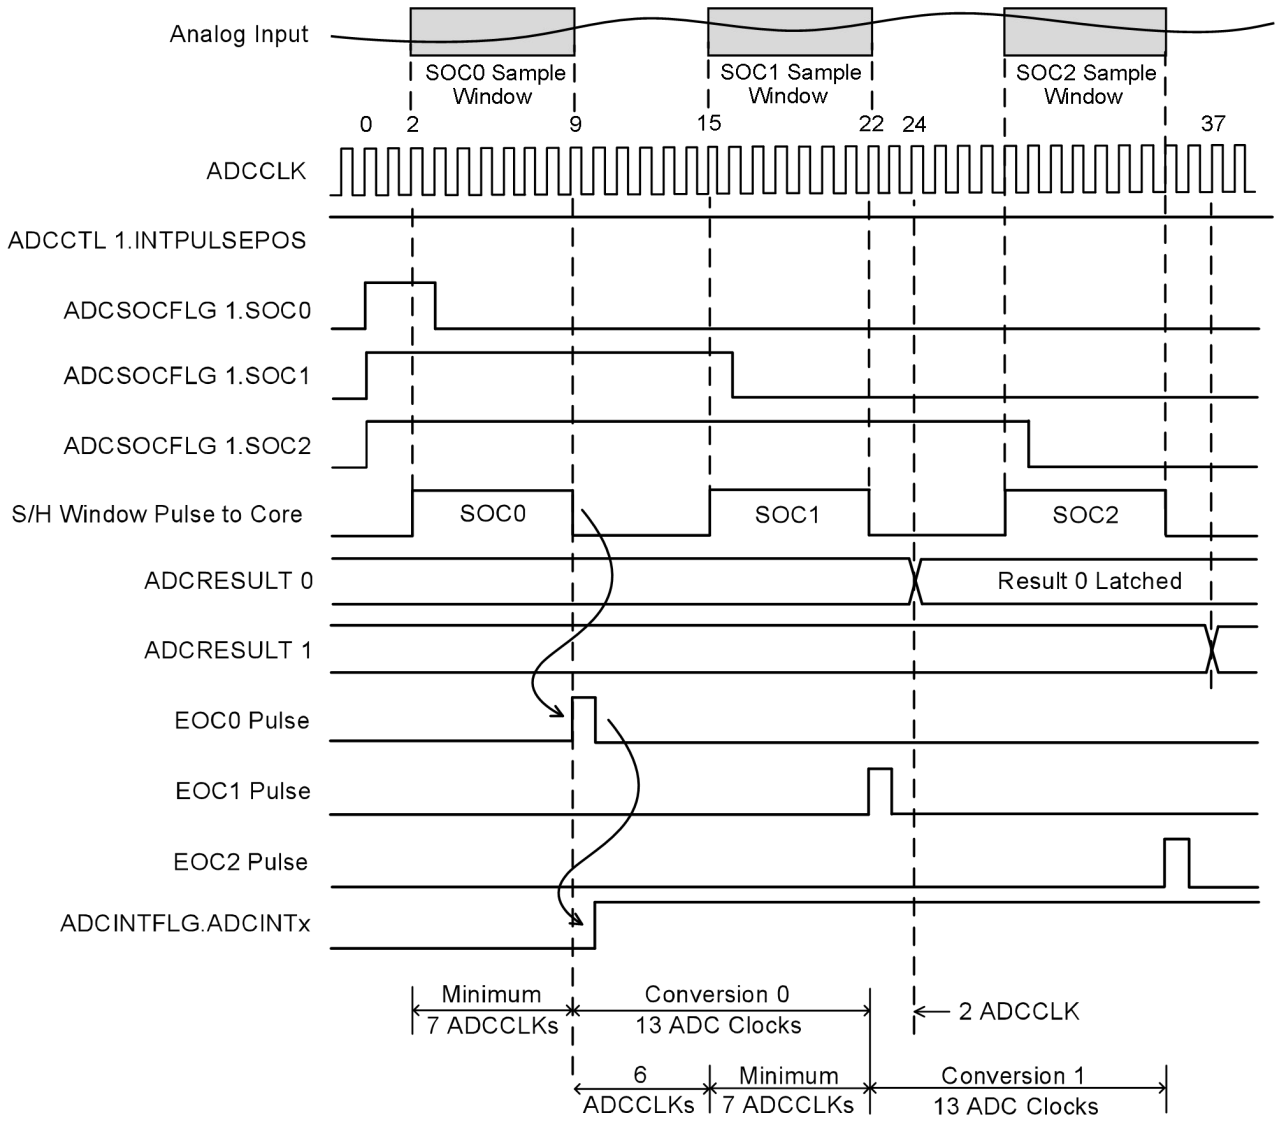 Analog Input
SOC0 Sample
Window
SOC1 Sample
Window
SOC2 Sample
Window
0 2 9 15 22 24 37
ADCCLK
ADCCTL 1.INTPULSEPOS
ADCSOCFLG 1.SOC0
ADCSOCFLG 1.SOC1
ADCSOCFLG 1.SOC2
S/H Window Pulse to Core SOC0 SOC1 SOC2
ADCRESULT 0 Result 0 Latched
ADCRESULT 1
EOC0 Pulse
EOC1 Pulse
EOC2 Pulse
ADCINTFLG.ADCINTx
Minimum
7 ADCCLKs
Conversion 0
13 ADC Clocks
2 ADCCLK
6
ADCCLKs
Minimum
7 ADCCLKs
Conversion 1
13 ADC Clocks